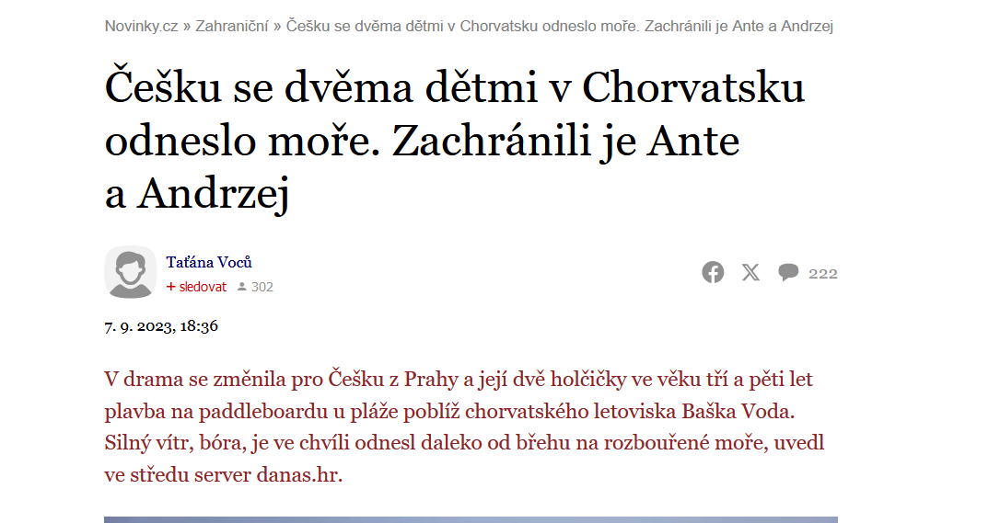 Novinky.cz » Zahraniční » Češku se dvěma dětmi v Chorvatsku odneslo moře. Zachránili je Ante a Andrzej
Češku se dvěma dětmi v Chorvatsku
odneslo moře. Zachránili je Ante
a Andrzej
Taťána Voců
+ sledovat 302
222
7. 9. 2023, 18:36
V drama se změnila pro Češku z Prahy a její dvě holčičky ve věku tří a pěti let
plavba na paddleboardu u pláže poblíž chorvatského letoviska Baška Voda.
Silný vítr, bóra, je ve chvíli odnesl daleko od břehu na rozbouřené moře, uvedl
ve středu server danas.hr.